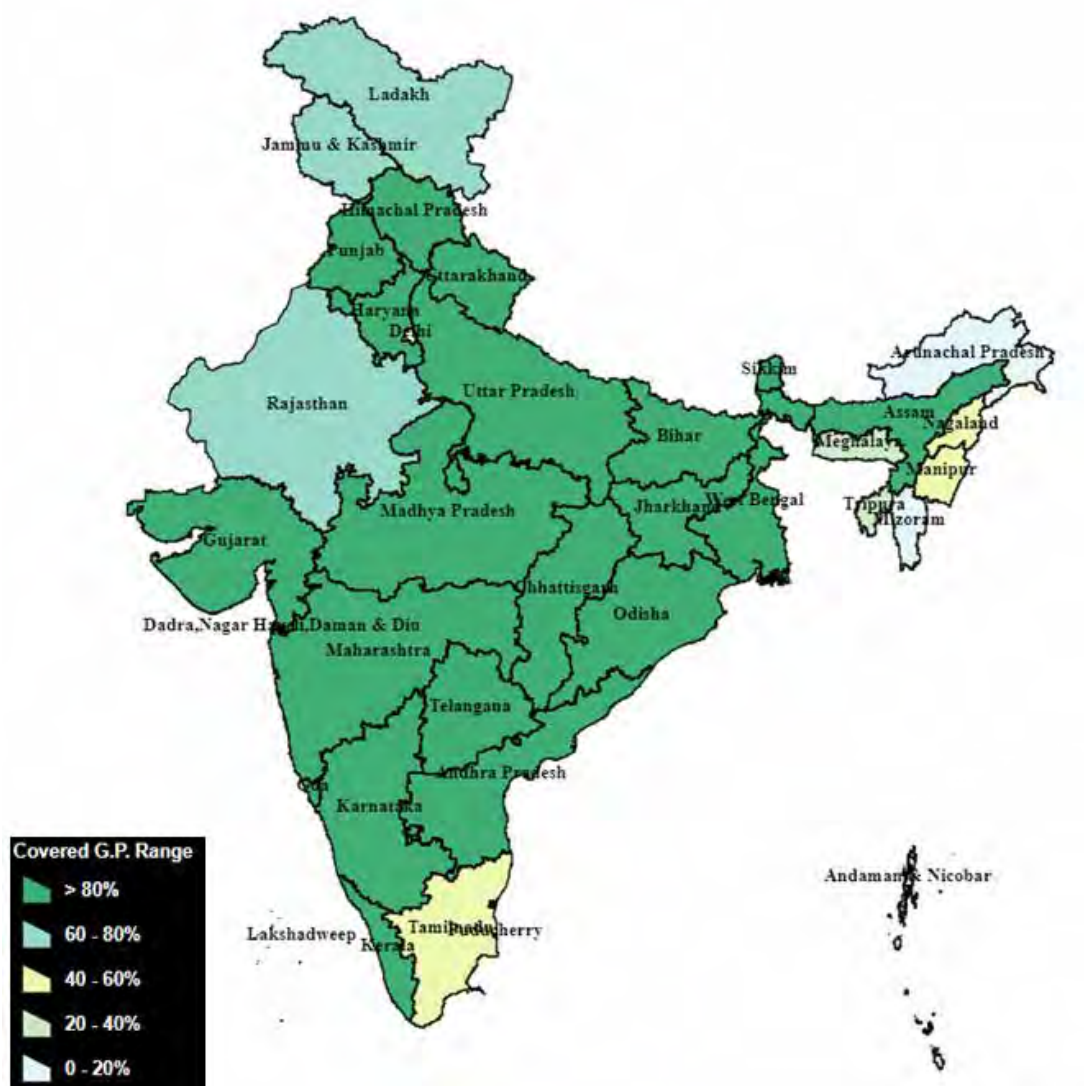 Ladakh
Jammu & Kashmir
Himachal Pradesh
Punjab
Uttarakhand
Haryana
Delhi
Rajasthan
Uttar Pradesh
Sikkim
Arunachal Pradesh
Assam
Nagaland
Bihar
Meghalaya
Manipur
Jharkhand
West Bengal
Tripura
Mizoram
Madhya Pradesh
Gujarat
Chhattisgarh
Odisha
Dadra,Nagar Haveli,Daman & Diu
Maharashtra
Telangana
Andhra Pradesh
Goa
Karnataka
Andaman & Nicobar
Tamilnadu
Puducherry
Lakshadweep
Kerala
Covered G.P. Range
> 80%
60 - 80%
40 - 60%
20 - 40%
0 - 20%